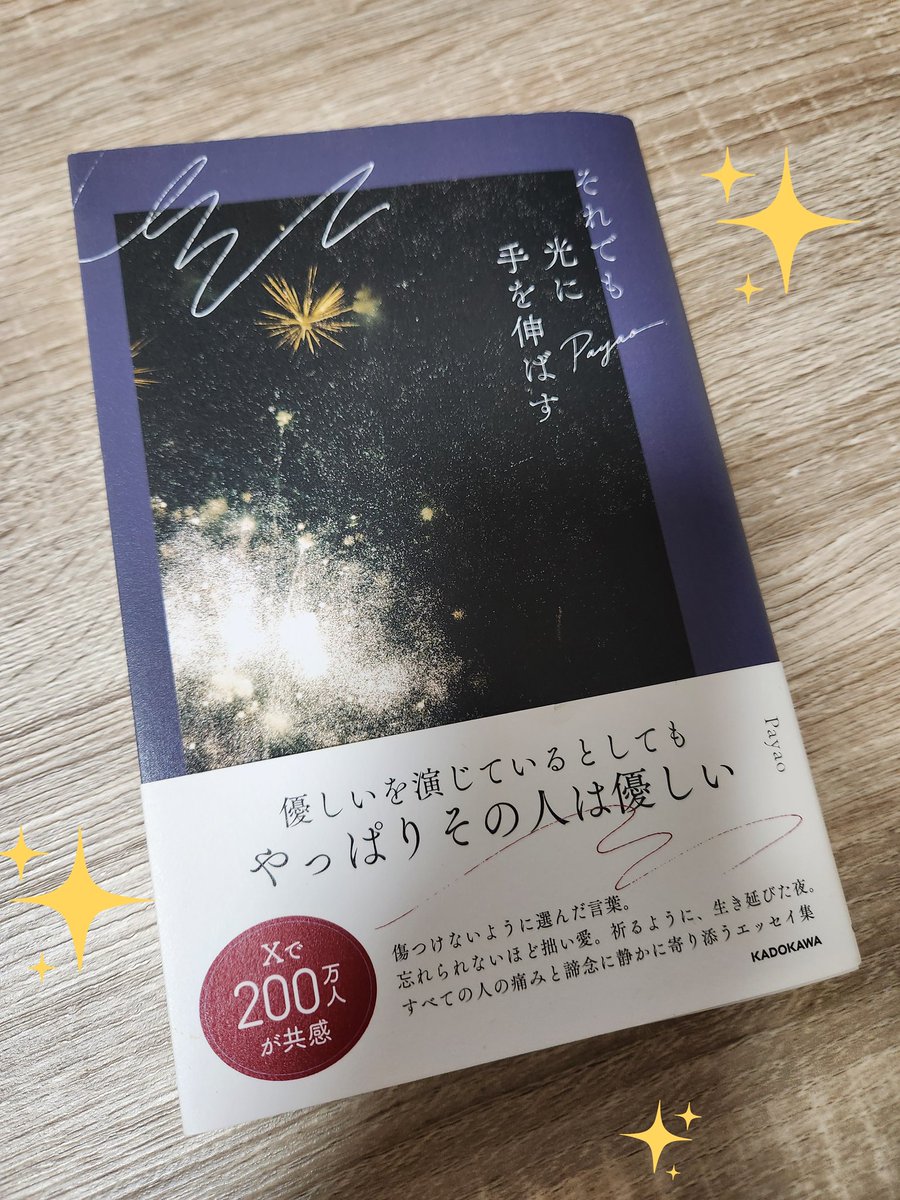 それでも
光に
手を伸ばす
Payao
優しいを演じているとしても
やっぱりその人は優しい
Payao
傷つけないように選んだ言葉。
忘れられないほど拙い愛。祈るように、生き延びた夜。
すべての人の痛みと諦念に静かに寄り添うエッセイ集
KADOKAWA
Xで
200万人
が共感